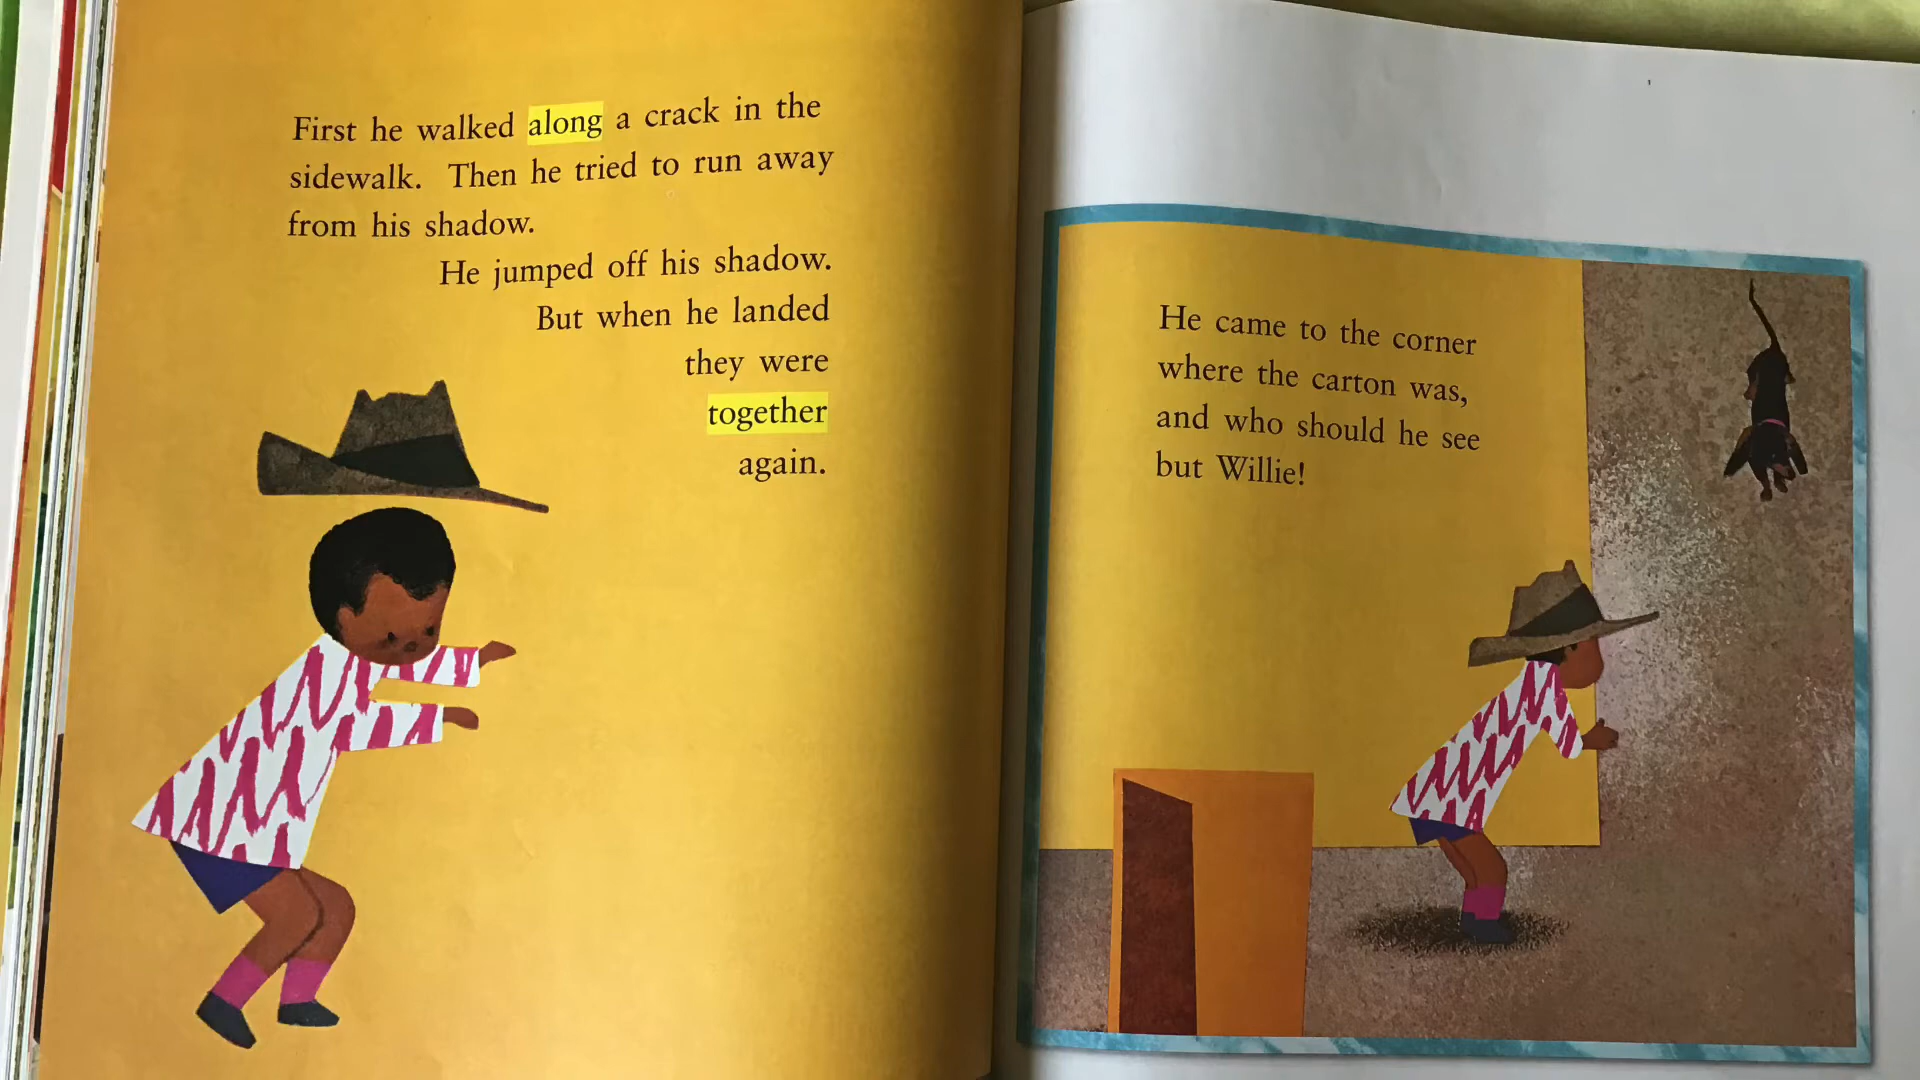 First he walked along a crack in the
sidewalk. Then he tried to run away
from his shadow.
He jumped off his shadow.
But when he landed
they were
together
again.
He came to the corner
where the carton was,
and who should he see
but Willie!